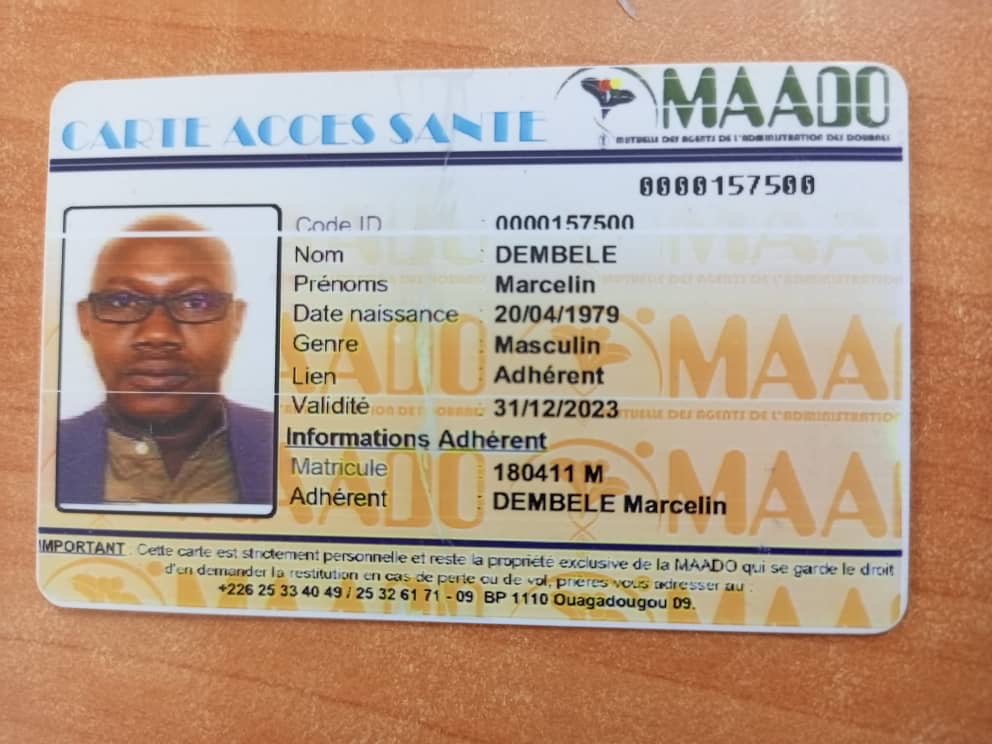 CARTE ACCES SANTE
MAADO
MUTUELLE DES AGENTS DE L'ADMINISTRATION DES DOUANES
0000157500
Code ID : 0000157500
Nom : DEMBELE
Prénoms : Marcelin
Date naissance : 20/04/1979
Genre : Masculin
Lien : Adhérent
Validité : 31/12/2023
Informations Adhérent
Matricule : 180411 M
Adhérent : DEMBELE Marcelin
IMPORTANT : Cette carte est strictement personnelle et reste la propriété exclusive de la MAADO qui se garde le droit
d'en demander la restitution en cas de perte ou de vol, prières vous adresser au :
+226 25 33 40 49 / 25 32 61 71 - 09 BP 1110 Ouagadougou 09.